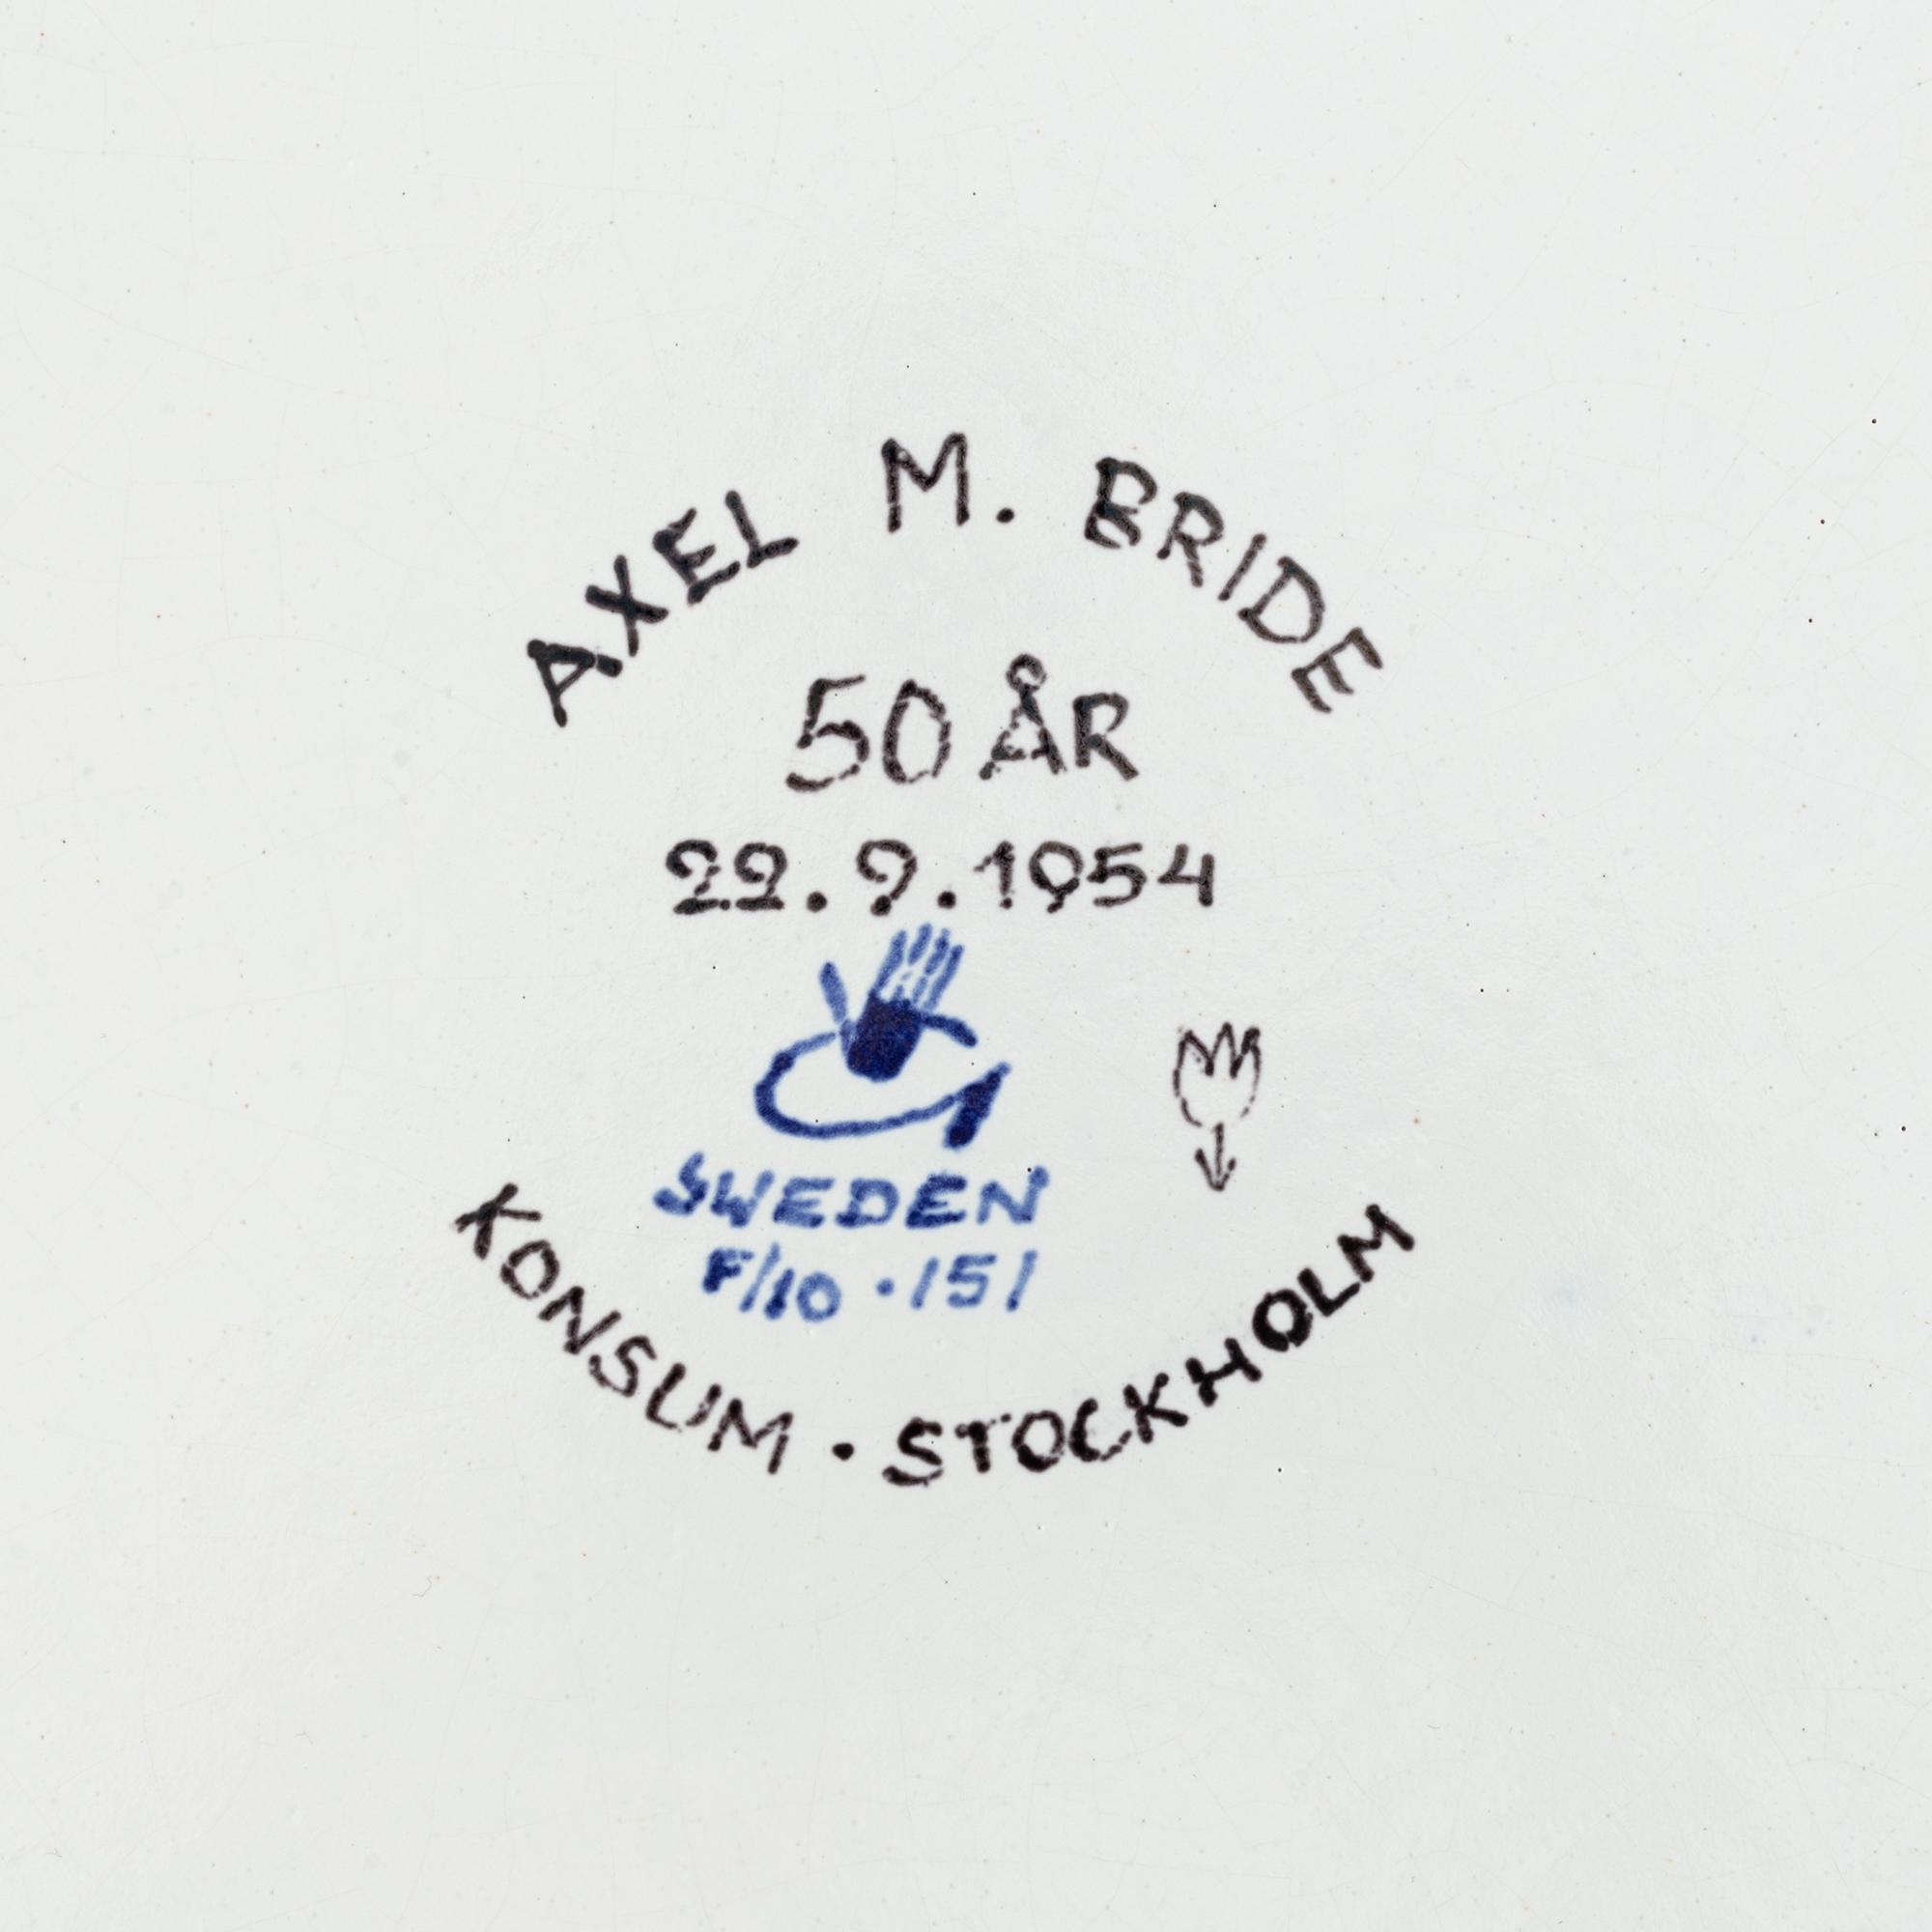 AXEL M. BRIDE
50 ÅR
22.9.1954
SWEDEN
F/10 · 151
KONSUM · STOCKHOLM